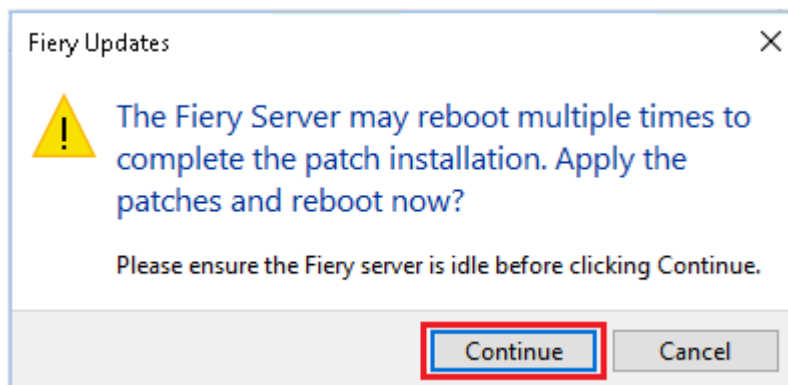 Fiery Updates
The Fiery Server may reboot multiple times to
complete the patch installation. Apply the
patches and reboot now?
Please ensure the Fiery server is idle before clicking Continue.
Continue Cancel